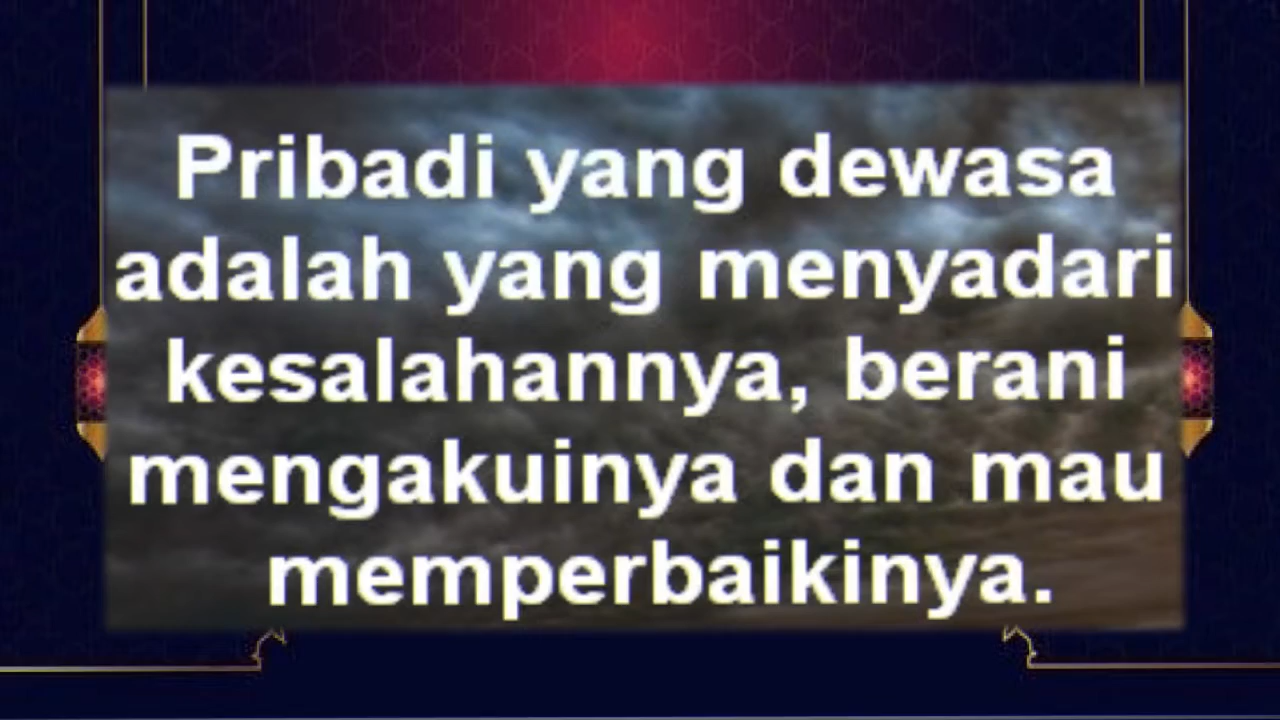 Pribadi yang dewasa
adalah yang menyadari
kesalahannya, berani
mengakuinya dan mau
memperbaikinya.